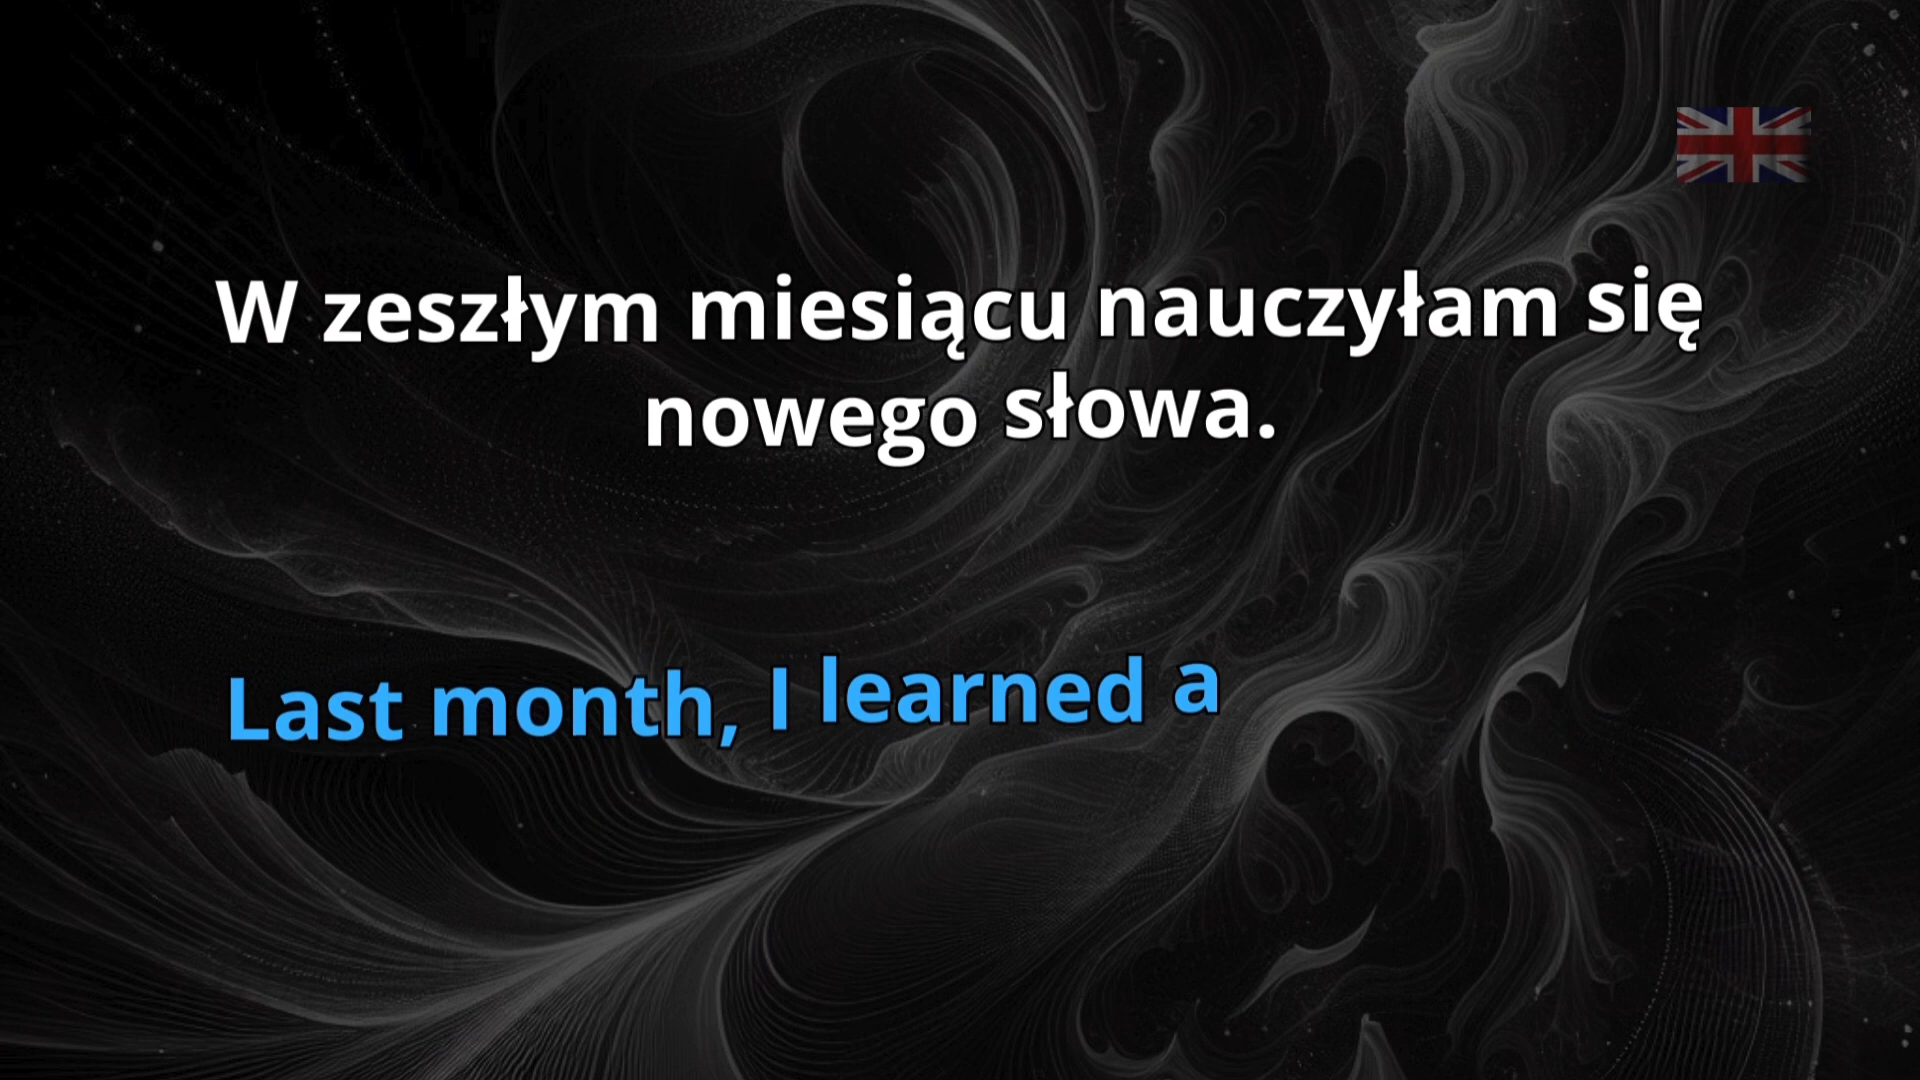 W zeszłym miesiącu nauczyłam się
nowego słowa.
Last month, I learned a